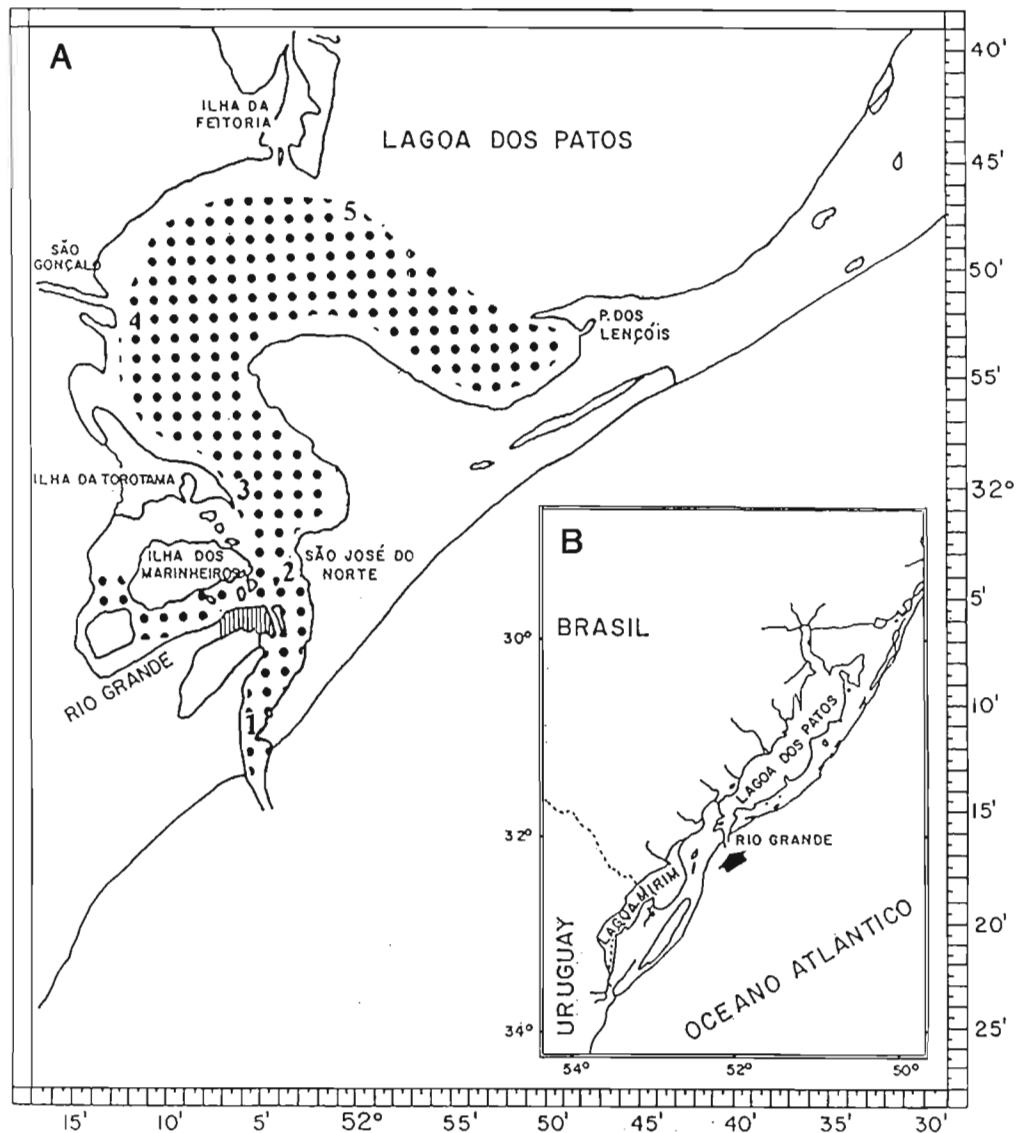 A
ILHA DA
FEITORIA
LAGOA DOS PATOS
5
SÃO
GONÇALO
4
P. DOS
LENÇÓIS
ILHA DA TOROTAMA
3
ILHA DOS
MARINHEIROS
2
SÃO JOSÉ DO
NORTE
RIO GRANDE
1
40'
45'
50'
55'
32°
5'
10'
15'
20'
25'
15'
10'
5'
52°
55'
50'
45'
40'
35'
30'
B
BRASIL
30°
LAGOA DOS PATOS
32°
RIO GRANDE
LAGOA MIRIM
URUGUAY
OCEANO ATLÂNTICO
34°
54°
52°
50°